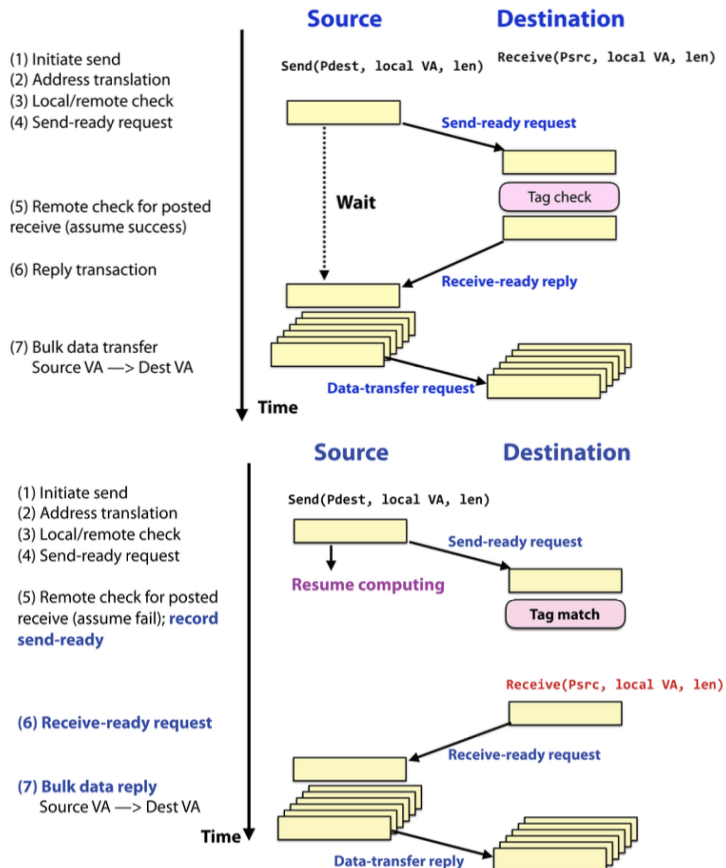 Source
Destination
(1) Initiate send
(2) Address translation
(3) Local/remote check
(4) Send-ready request
Send(Pdest, local VA, len)
Receive(Psrc, local VA, len)
Send-ready request
Tag check
Wait
(5) Remote check for posted
receive (assume success)
(6) Reply transaction
Receive-ready reply
(7) Bulk data transfer
Source VA —> Dest VA
Data-transfer request
Time
Source
Destination
(1) Initiate send
(2) Address translation
(3) Local/remote check
(4) Send-ready request
Send(Pdest, local VA, len)
Send-ready request
Resume computing
(5) Remote check for posted
receive (assume fail); record
send-ready
Tag match
Receive(Psrc, local VA, len)
(6) Receive-ready request
Receive-ready request
(7) Bulk data reply
Source VA —> Dest VA
Time
Data-transfer reply